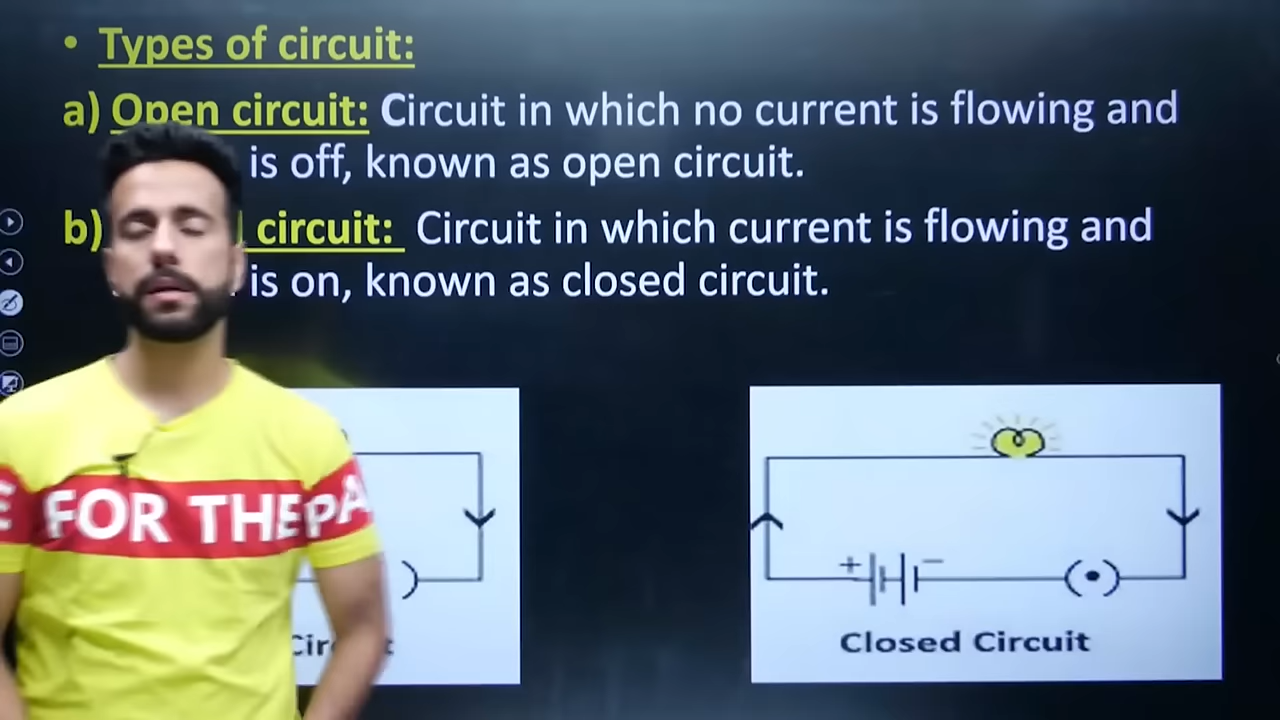 • Types of circuit:
a) Open circuit: Circuit in which no current is flowing and
is off, known as open circuit.
b) circuit: Circuit in which current is flowing and
is on, known as closed circuit.
FOR THE PA
+ −
Closed Circuit